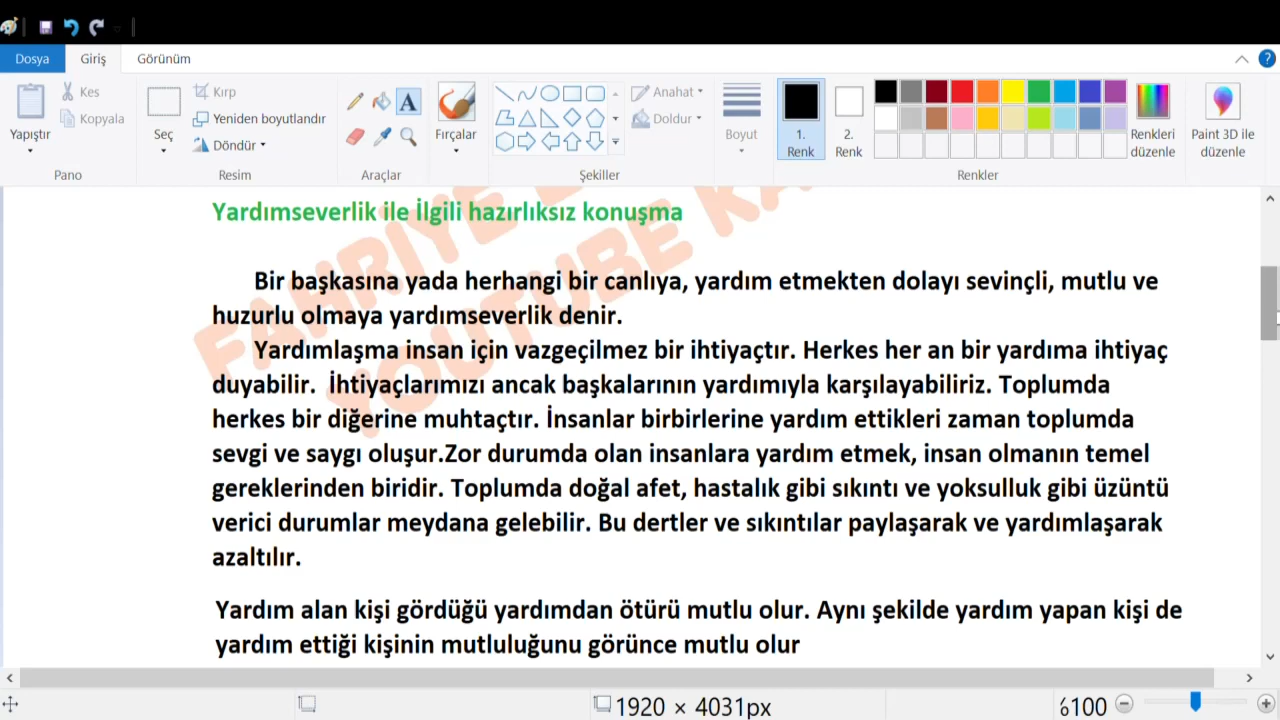 Dosya
Giriş
Görünüm
Yapıştır
Kes
Kopyala
Pano
Seç
Kırp
Yeniden boyutlandır
Döndür
Resim
A
Araçlar
Fırçalar
Anahat
Doldur
Şekiller
Boyut
1.
Renk
2.
Renk
Renkleri
düzenle
Paint 3D ile
düzenle
Renkler
Yardımseverlik ile İlgili hazırlıksız konuşma
Bir başkasına yada herhangi bir canlıya, yardım etmekten dolayı sevinçli, mutlu ve
huzurlu olmaya yardımseverlik denir.
Yardımlaşma insan için vazgeçilmez bir ihtiyaçtır. Herkes her an bir yardıma ihtiyaç
duyabilir. İhtiyaçlarımızı ancak başkalarının yardımıyla karşılayabiliriz. Toplumda
herkes bir diğerine muhtaçtır. İnsanlar birbirlerine yardım ettikleri zaman toplumda
sevgi ve saygı oluşur.Zor durumda olan insanlara yardım etmek, insan olmanın temel
gereklerinden biridir. Toplumda doğal afet, hastalık gibi sıkıntı ve yoksulluk gibi üzüntü
verici durumlar meydana gelebilir. Bu dertler ve sıkıntılar paylaşarak ve yardımlaşarak
azaltılır.
Yardım alan kişi gördüğü yardımdan ötürü mutlu olur. Aynı şekilde yardım yapan kişi de
yardım ettiği kişinin mutluluğunu görünce mutlu olur
FAHRİYE
YOUTUBE
1920 × 4031px